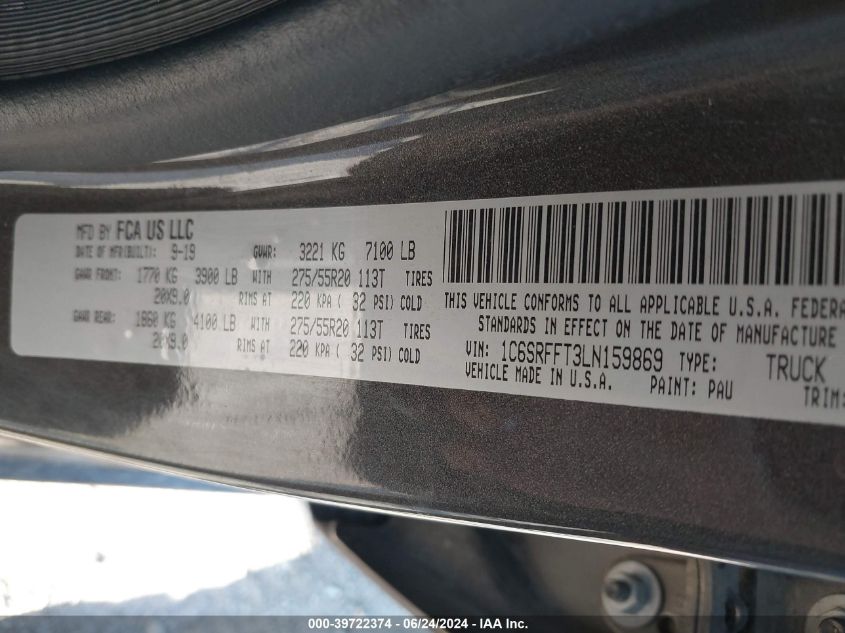 MFD BY FCA US LLC
DATE OF MFR(BUILT): 9-19 GVWR: 3221 KG 7100 LB
GAWR FRONT: 1770 KG 3900 LB WITH 275/55R20 113T TIRES
20X9.0 RIMS AT 220 KPA ( 32 PSI) COLD
GAWR REAR: 1860 KG 4100 LB WITH 275/55R20 113T TIRES
20X9.0 RIMS AT 220 KPA ( 32 PSI) COLD
THIS VEHICLE CONFORMS TO ALL APPLICABLE U.S.A. FEDERA
STANDARDS IN EFFECT ON THE DATE OF MANUFACTURE
VIN: 1C6SRFFT3LN159869 TYPE: TRUCK
VEHICLE MADE IN U.S.A. PAINT: PAU TRIM:
000-39722374 - 06/24/2024 - IAA Inc.